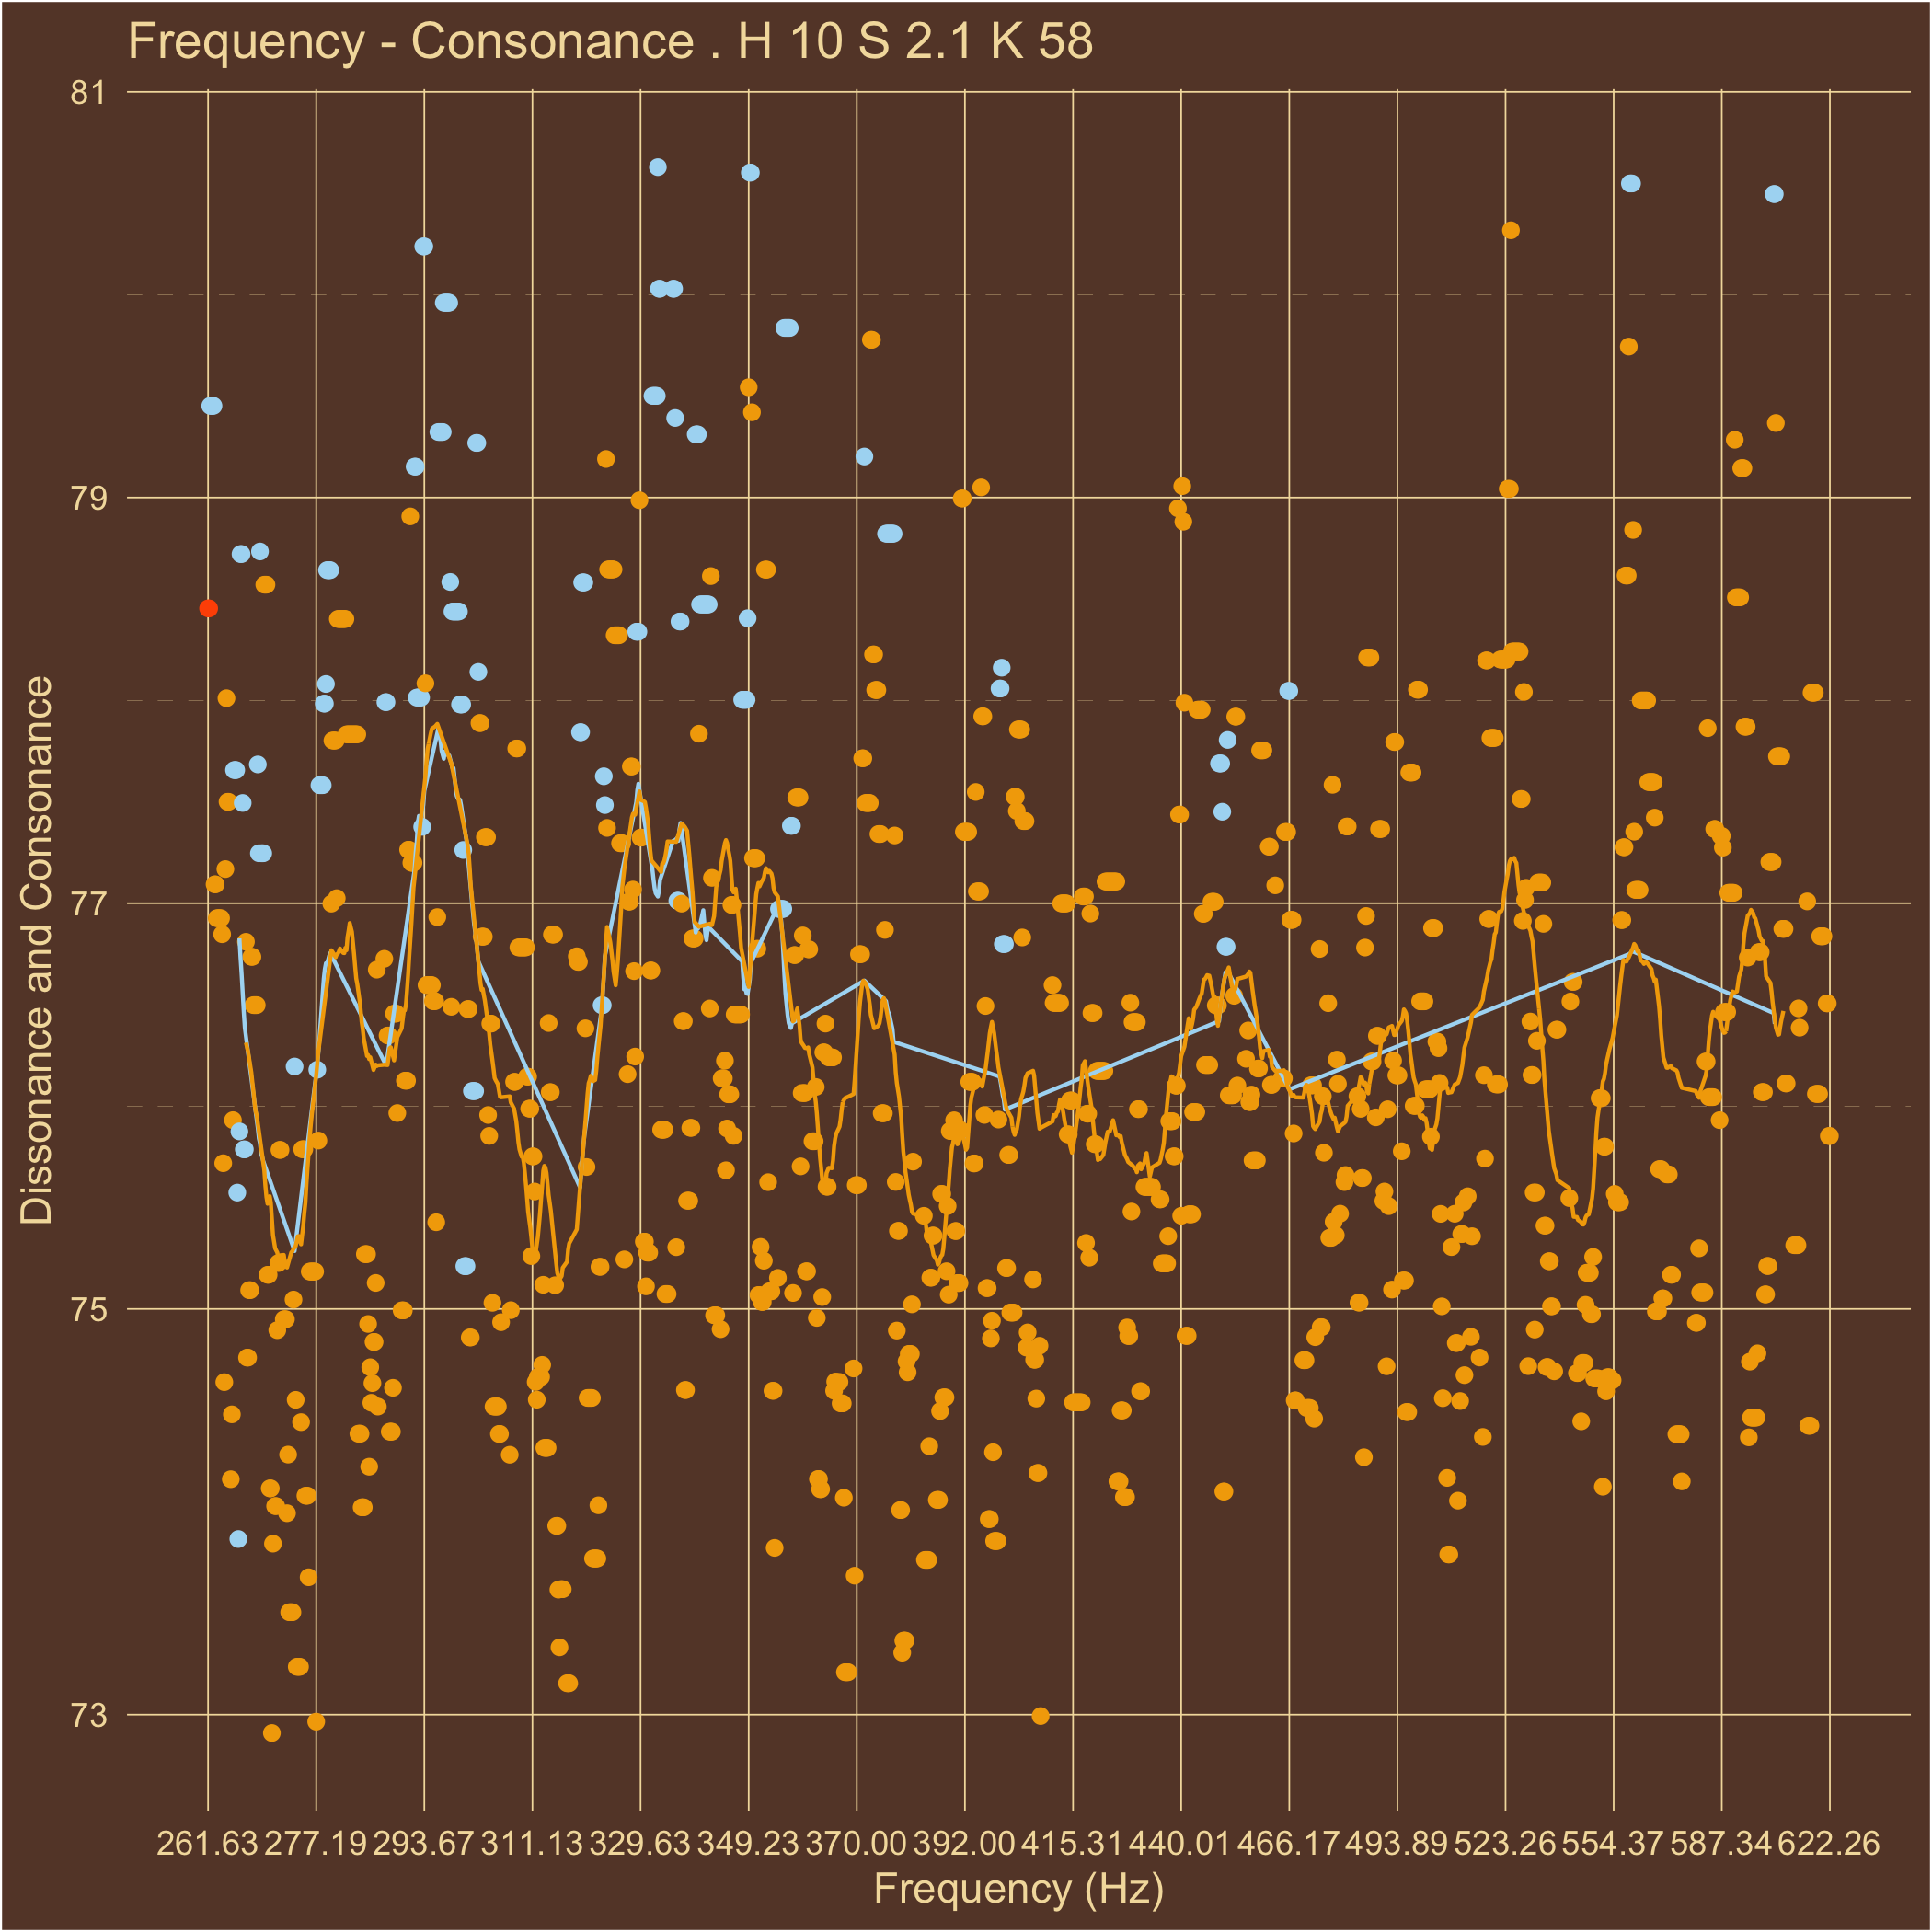 Frequency - Consonance . H 10 S 2.1 K 58
81
79
77
75
73
Dissonance and Consonance
261.63 277.19 293.67 311.13 329.63 349.23 370.00 392.00 415.31 440.01 466.17 493.89 523.26 554.37 587.34 622.26
Frequency (Hz)